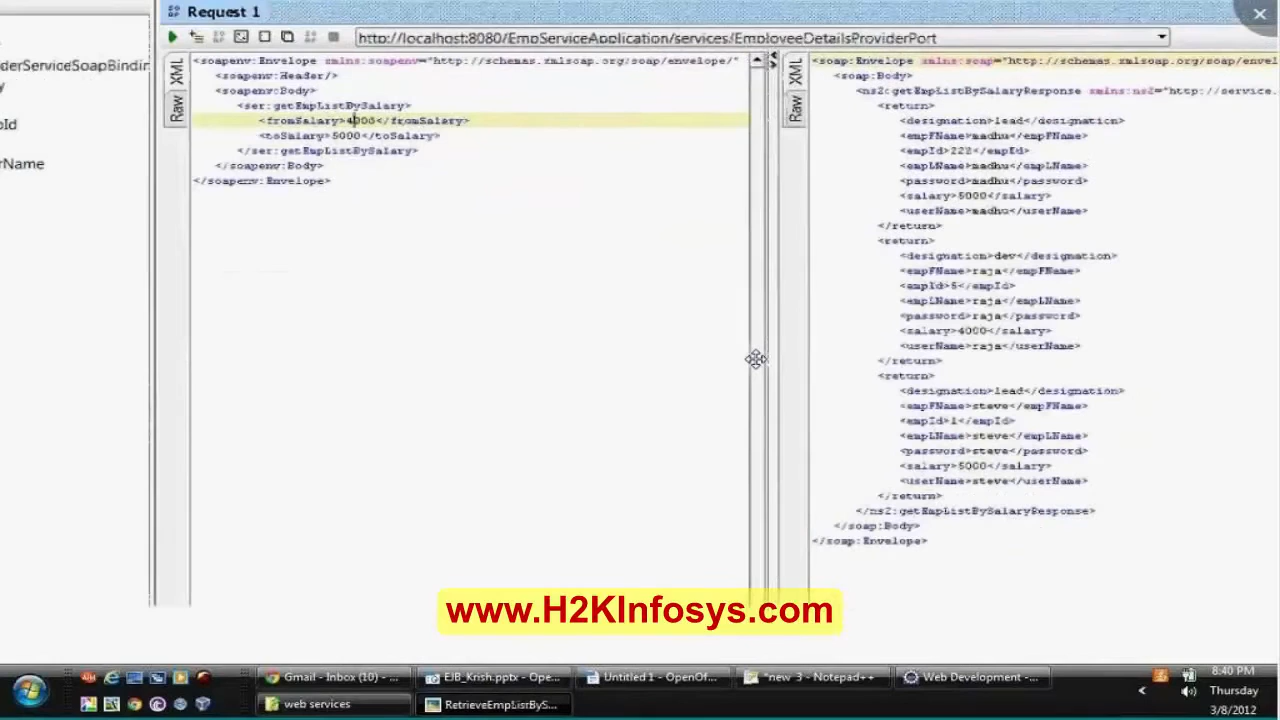 Request 1
http://localhost:8080/EmpServiceApplication/services/EmployeeDetailsProviderPort
derServiceSoapBindin
y
oId
erName
XML
Raw
<soapenv:Envelope xmlns:soapenv="http://schemas.xmlsoap.org/soap/envelope/"
<soapenv:Header/>
<soapenv:Body>
<ser:getEmpListBySalary>
<fromSalary>4000</fromSalary>
<toSalary>5000</toSalary>
</ser:getEmpListBySalary>
</soapenv:Body>
</soapenv:Envelope>
XML
Raw
<soap:Envelope xmlns:soap="http://schemas.xmlsoap.org/soap/envel
<soap:Body>
<ns2:getEmpListBySalaryResponse xmlns:ns2="http://service.
<return>
<designation>lead</designation>
<empFName>madhu</empFName>
<empId>222</empId>
<empLName>madhu</empLName>
<password>madhu</password>
<salary>5000</salary>
<userName>madhu</userName>
</return>
<return>
<designation>dev</designation>
<empFName>raja</empFName>
<empId>5</empId>
<empLName>raja</empLName>
<password>raja</password>
<salary>4000</salary>
<userName>raja</userName>
</return>
<return>
<designation>lead</designation>
<empFName>steve</empFName>
<empId>1</empId>
<empLName>steve</empLName>
<password>steve</password>
<salary>5000</salary>
<userName>steve</userName>
</return>
</ns2:getEmpListBySalaryResponse>
</soap:Body>
</soap:Envelope>
www.H2KInfosys.com
Gmail - Inbox (10) - ...
EJB_Krish.pptx - Ope...
Untitled 1 - OpenOf...
*new 3 - Notepad++
Web Development -...
web services
RetrieveEmpListByS...
8:40 PM
Thursday
3/8/2012